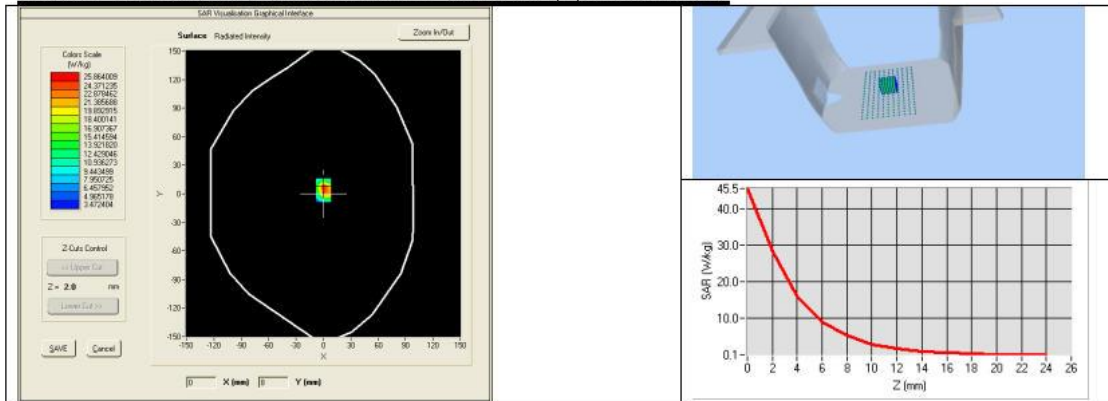 SAR Visualisation Graphical Interface
Surface Radiated Intensity
Zoom In/Out
Colors Scale
(W/kg)
25.864009
24.371235
22.878462
21.385688
19.892915
18.400141
16.907367
15.414594
13.921820
12.429046
10.936273
9.443499
7.950725
6.457952
4.965178
3.472404
Z-Cuts Control
<< Upper Cut
Z = 2.0 mm
Lower Cut >>
SAVE Cancel
150
120
90
60
30
0
-30
-60
-90
-120
-150
Y
-150 -120 -90 -60 -30 0 30 60 90 120 150
X
0 X (mm) 0 Y (mm)
45.5
40.0
30.0
20.0
10.0
0.1
SAR (W/kg)
0 2 4 6 8 10 12 14 16 18 20 22 24 26
Z (mm)